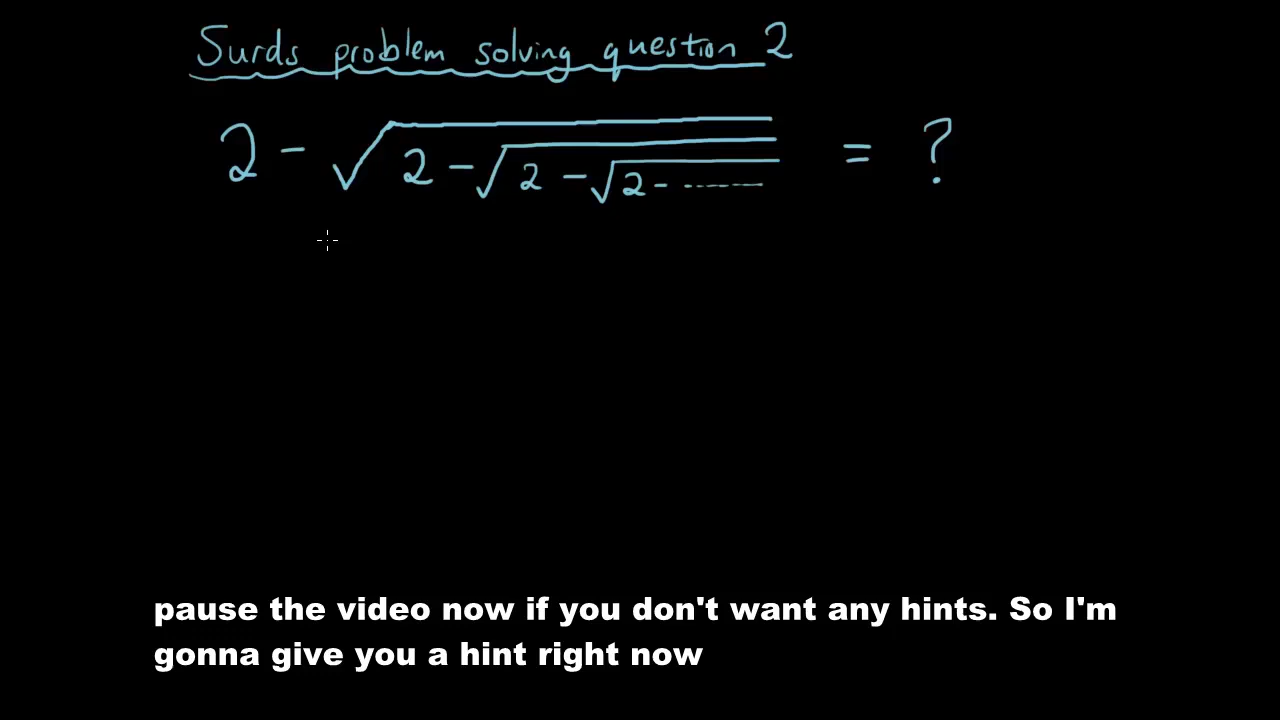 Surds problem solving question 2
2 - √(2 - √(2 - √(2 - ........ = ?
pause the video now if you don't want any hints. So I'm
gonna give you a hint right now